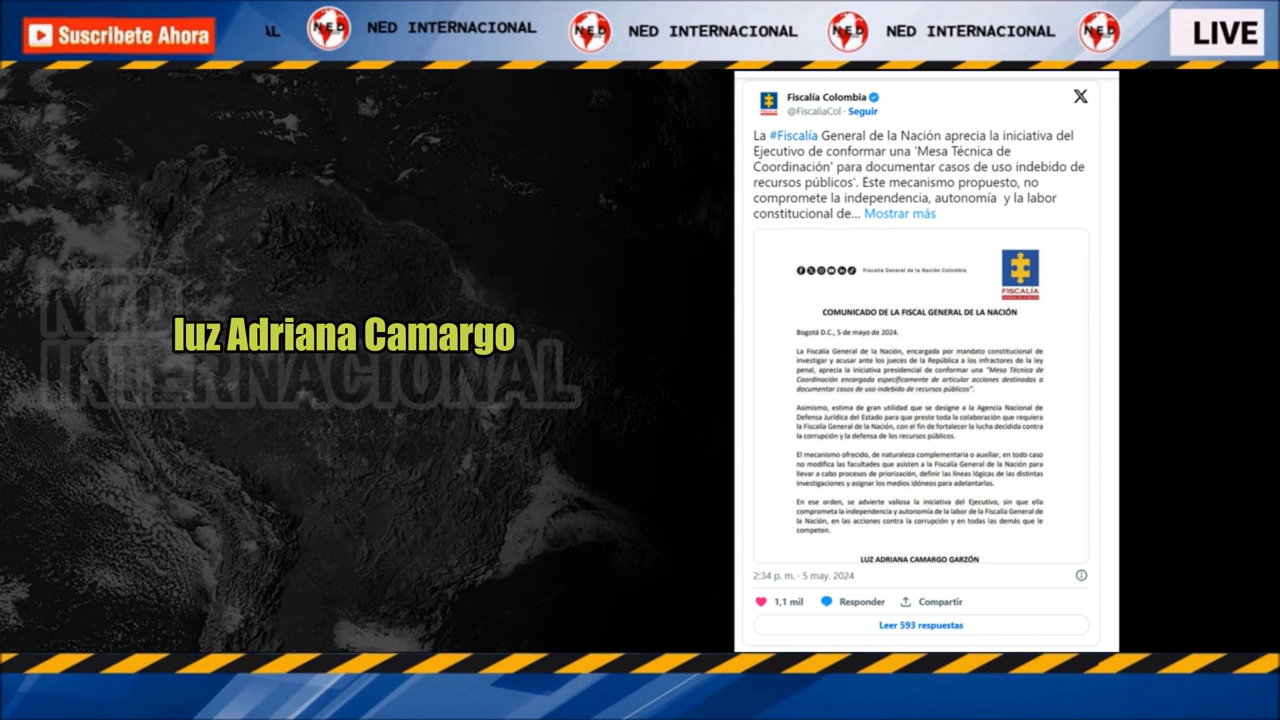 Suscribete Ahora
AL
NED
NED INTERNACIONAL
NED
NED INTERNACIONAL
NED
NED INTERNACIONAL
NED
LIVE
NED
INTERNACIONAL
luz Adriana Camargo
Fiscalía Colombia
@FiscaliaCol · Seguir
La #Fiscalía General de la Nación aprecia la iniciativa del
Ejecutivo de conformar una 'Mesa Técnica de
Coordinación' para documentar casos de uso indebido de
recursos públicos'. Este mecanismo propuesto, no
compromete la independencia, autonomía y la labor
constitucional de... Mostrar más
Fiscalía General de la Nación Colombia
FISCALÍA
COMUNICADO DE LA FISCAL GENERAL DE LA NACIÓN
Bogotá D.C., 5 de mayo de 2024.
La Fiscalía General de la Nación, encargada por mandato constitucional de
investigar y acusar ante los jueces de la República a los infractores de la ley
penal, aprecia la iniciativa presidencial de conformar una "Mesa Técnica de
Coordinación encargada específicamente de articular acciones destinadas a
documentar casos de uso indebido de recursos públicos".
Asimismo, estima de gran utilidad que se designe a la Agencia Nacional de
Defensa Jurídica del Estado para que preste toda la colaboración que requiera
la Fiscalía General de la Nación, con el fin de fortalecer la lucha decidida contra
la corrupción y la defensa de los recursos públicos.
El mecanismo ofrecido, de naturaleza complementaria o auxiliar, en todo caso
no modifica las facultades que asisten a la Fiscalía General de la Nación para
llevar a cabo procesos de priorización, definir las líneas lógicas de las distintas
investigaciones y asignar los medios idóneos para adelantarlas.
En ese orden, se advierte valiosa la iniciativa del Ejecutivo, sin que ella
comprometa la independencia y autonomía de la labor de la Fiscalía General de
la Nación, en las acciones contra la corrupción y en todas las demás que le
competen.
LUZ ADRIANA CAMARGO GARZÓN
2:34 p. m. · 5 may. 2024
1,1 mil Responder Compartir
Leer 593 respuestas